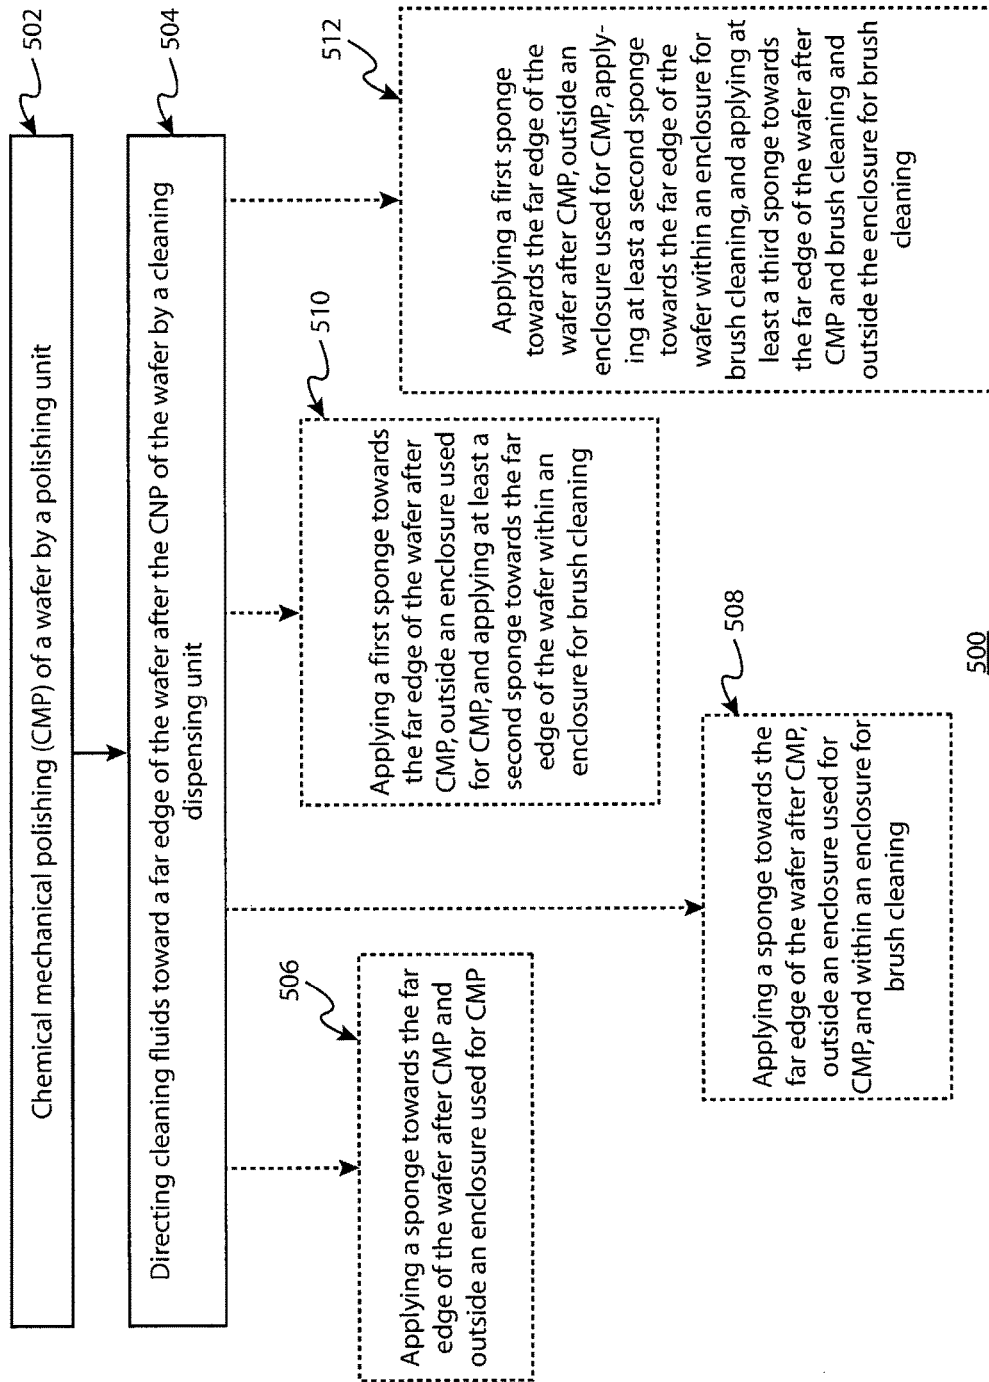 Chemical mechanical polishing (CMP) of a wafer by a polishing unit
502
Directing cleaning fluids toward a far edge of the wafer after the CNP of the wafer by a cleaning
dispensing unit
504
Applying a sponge towards the far
edge of the wafer after CMP and
outside an enclosure used for CMP
506
Applying a sponge towards the
far edge of the wafer after CMP,
outside an enclosure used for
CMP, and within an enclosure for
brush cleaning
508
Applying a first sponge towards
the far edge of the wafer after
CMP, outside an enclosure used
for CMP, and applying at least a
second sponge towards the far
edge of the wafer within an
enclosure for brush cleaning
510
Applying a first sponge
towards the far edge of the
wafer after CMP, outside an
enclosure used for CMP, apply-
ing at least a second sponge
towards the far edge of the
wafer within an enclosure for
brush cleaning, and applying at
least a third sponge towards
the far edge of the wafer after
CMP and brush cleaning and
outside the enclosure for brush
cleaning
512
500